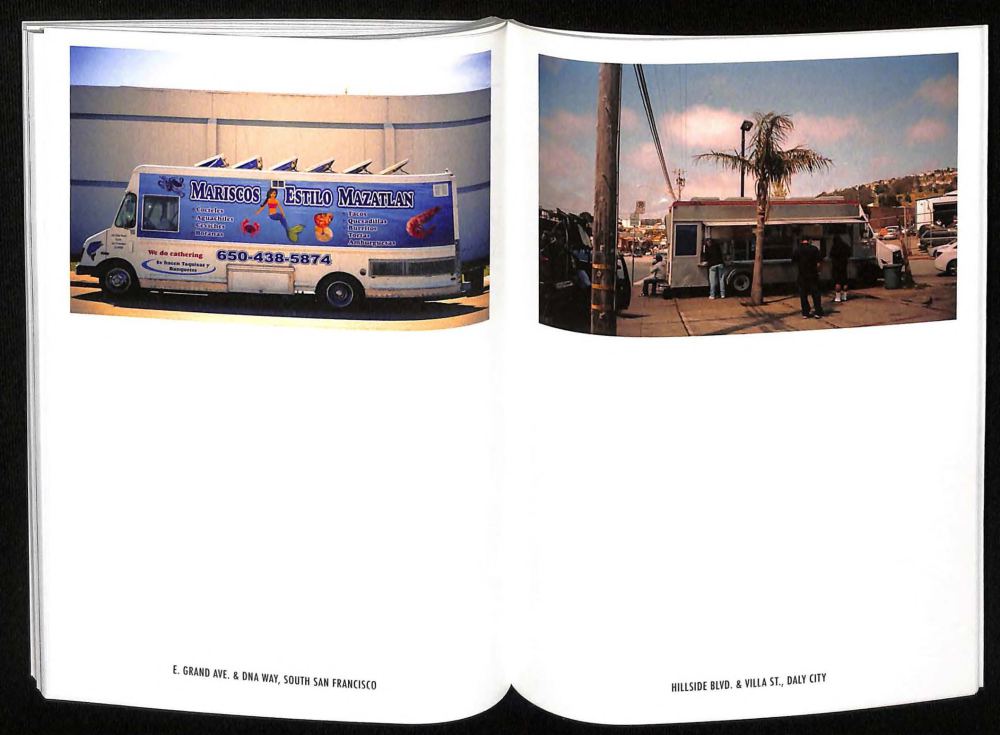 MARISCOS ESTILO MAZATLAN
• Cocteles
• Aguachiles
• Ceviches
• Botanas
• Tacos
• Quesadillas
• Burritos
• Tortas
• Amburguesas
We do cathering
Se hacen Taquisas y
Banquetes
650-438-5874
E. GRAND AVE. & DNA WAY, SOUTH SAN FRANCISCO
HILLSIDE BLVD. & VILLA ST., DALY CITY